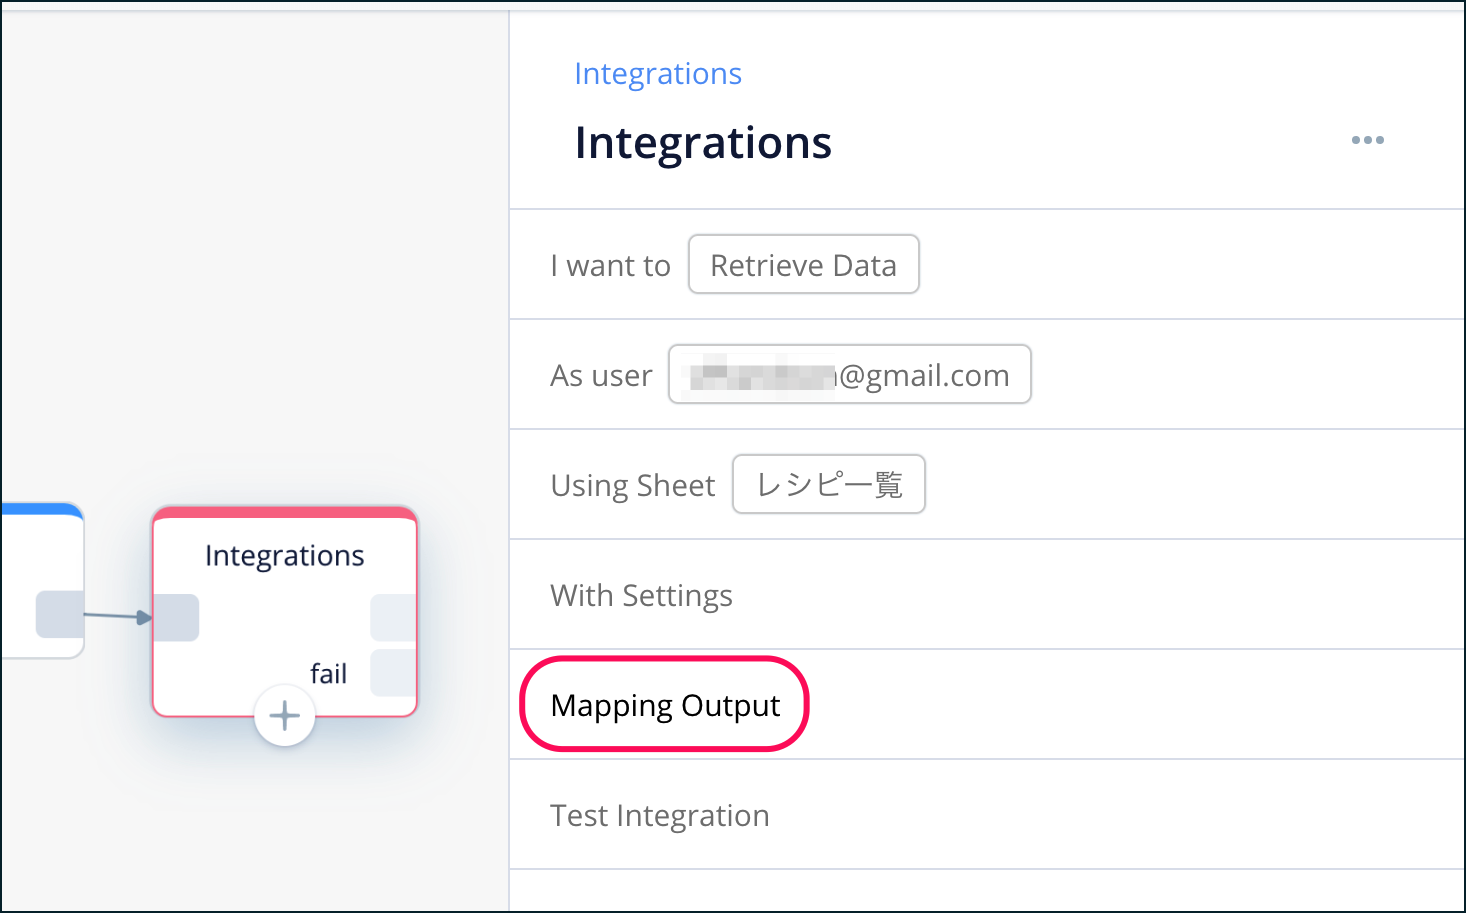 Integrations
Integrations
I want to Retrieve Data
As user @gmail.com
Using Sheet レシピ一覧
With Settings
Mapping Output
Test Integration
Integrations
fail